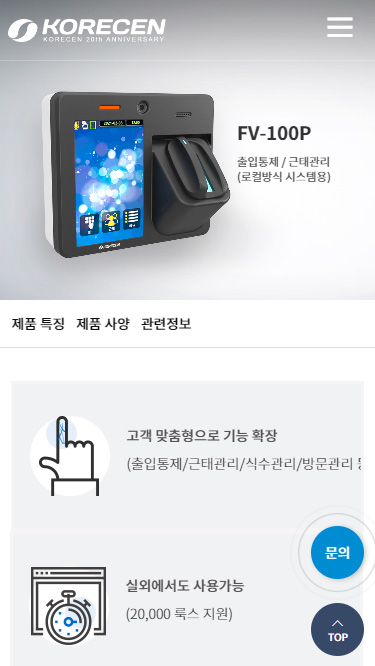 KORECEN
KORECEN 20th ANNIVERSARY
FV-100P
출입통제 / 근태관리
(로컬방식 시스템용)
제품 특징 제품 사양 관련정보
고객 맞춤형으로 기능 확장
(출입통제/근태관리/식수관리/방문관리
실외에서도 사용가능
(20,000 룩스 지원)
문의
TOP